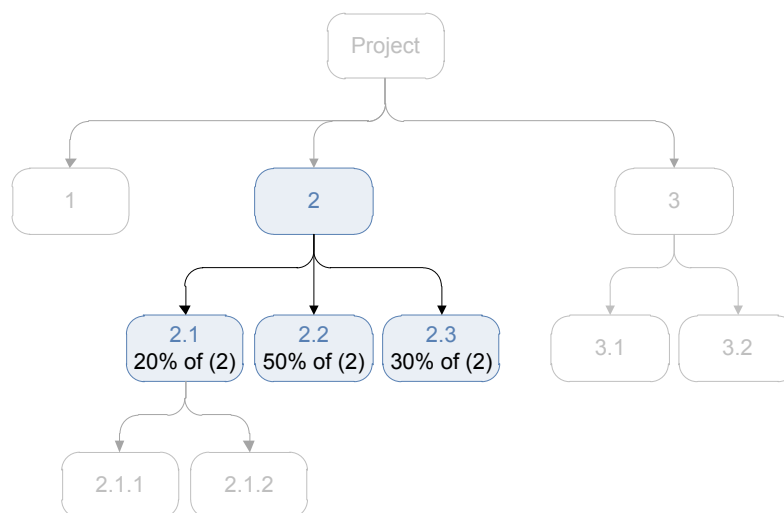 Project
1
2
3
2.1
20% of (2)
2.2
50% of (2)
2.3
30% of (2)
3.1
3.2
2.1.1
2.1.2